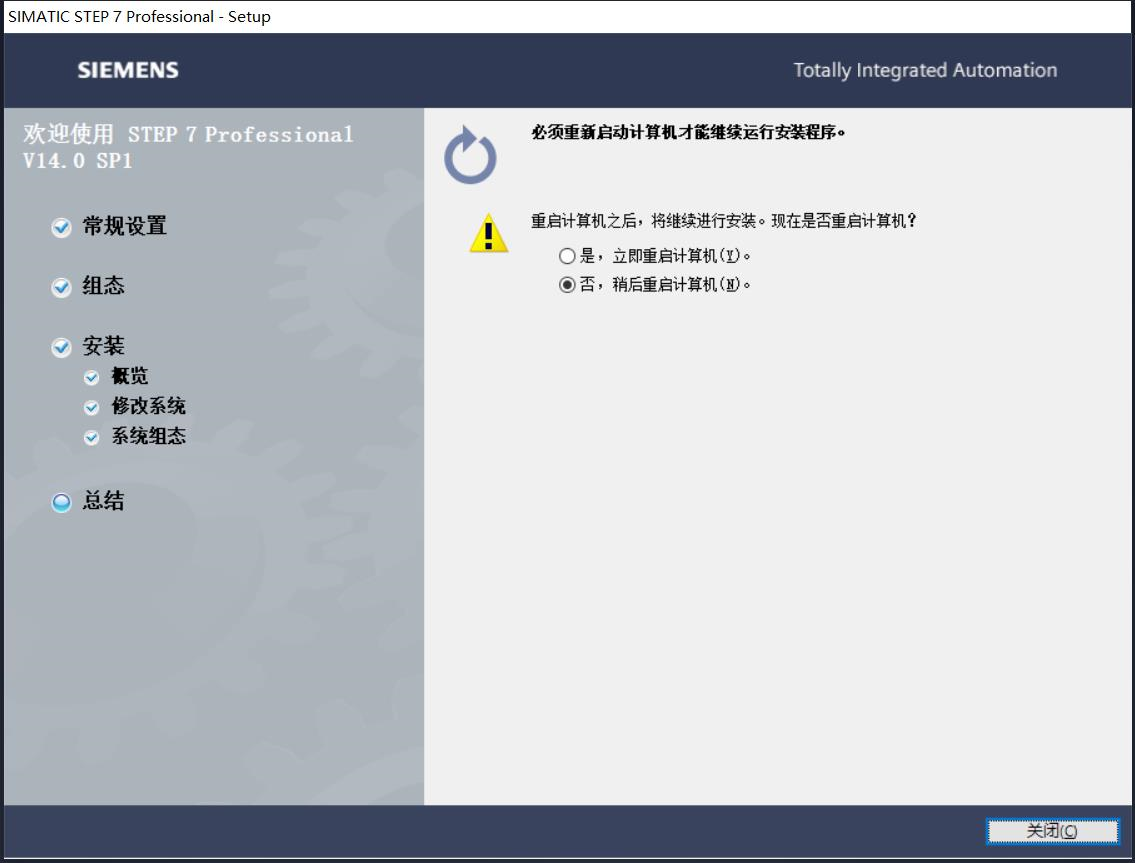 SIMATIC STEP 7 Professional - Setup
SIEMENS
Totally Integrated Automation
欢迎使用 STEP 7 Professional
V14.0 SP1
常规设置
组态
安装
概览
修改系统
系统组态
总结
必须重新启动计算机才能继续运行安装程序。
重启计算机之后，将继续进行安装。现在是否重启计算机？
是，立即重启计算机(Y)。
否，稍后重启计算机(N)。
关闭(C)